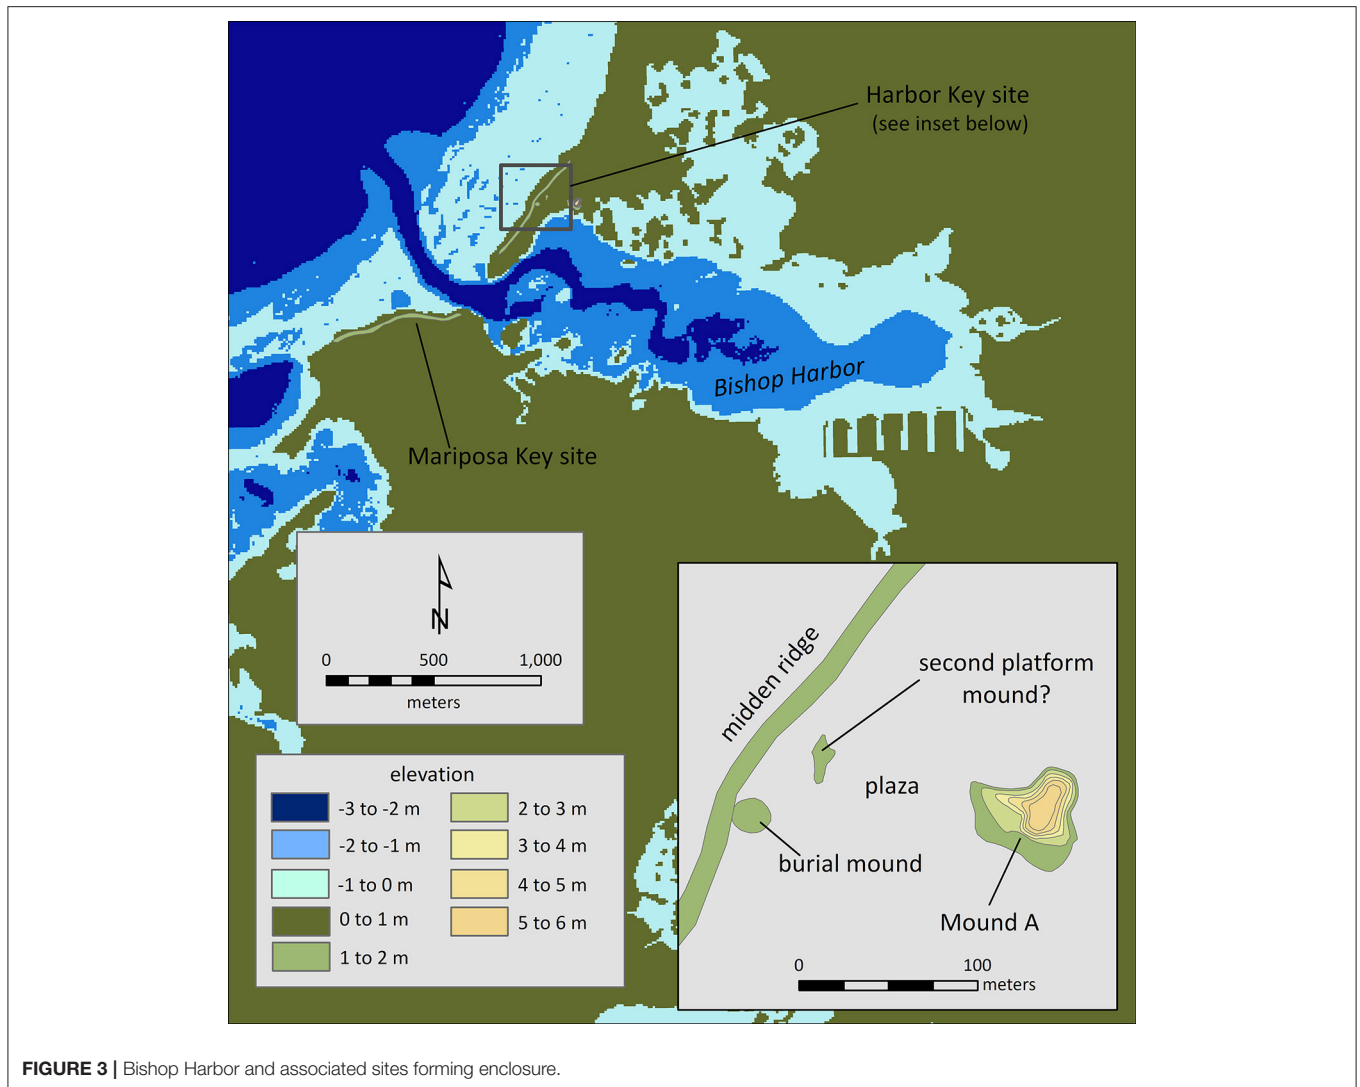 Harbor Key site
(see inset below)
Bishop Harbor
Mariposa Key site
N
0 500 1,000
meters
elevation
-3 to -2 m
-2 to -1 m
-1 to 0 m
0 to 1 m
1 to 2 m
2 to 3 m
3 to 4 m
4 to 5 m
5 to 6 m
midden ridge
second platform
mound?
plaza
burial mound
Mound A
0 100
meters
FIGURE 3 | Bishop Harbor and associated sites forming enclosure.